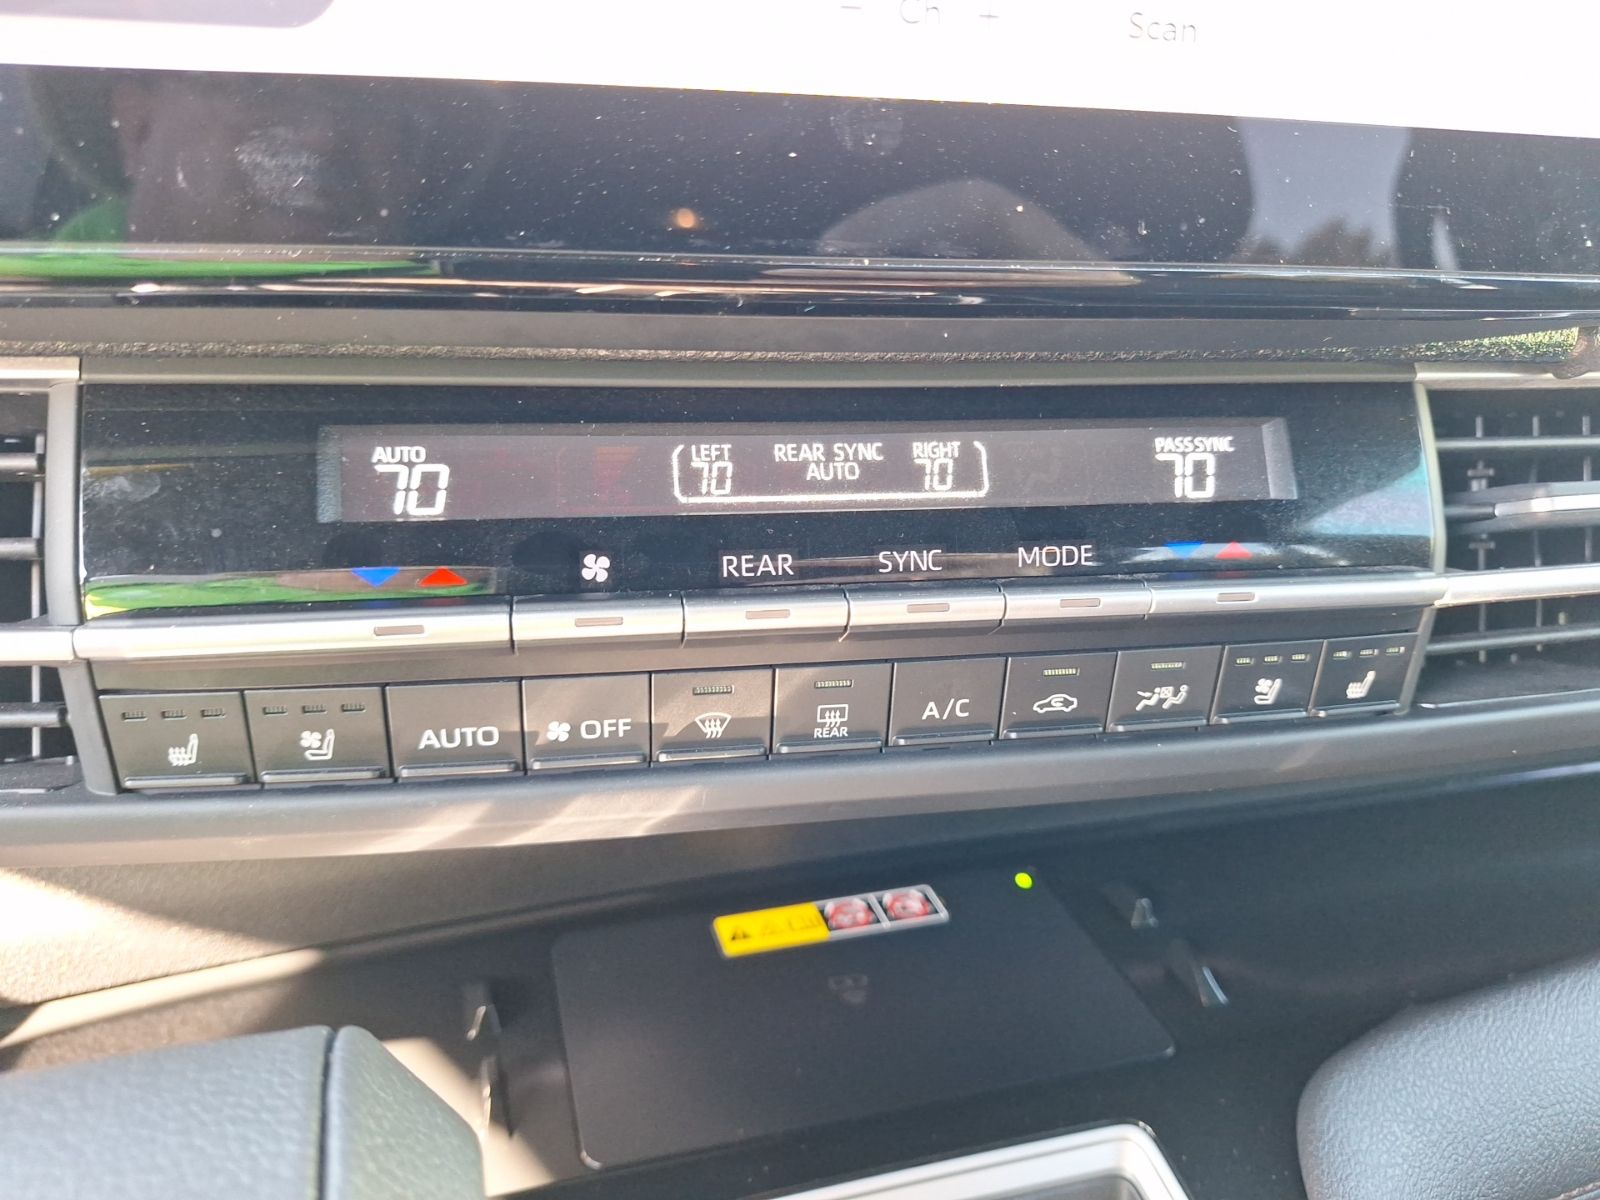 - Ch + Scan
AUTO
70
LEFT REAR SYNC RIGHT
70 AUTO 70
PASS SYNC
70
REAR SYNC MODE
AUTO OFF REAR A/C